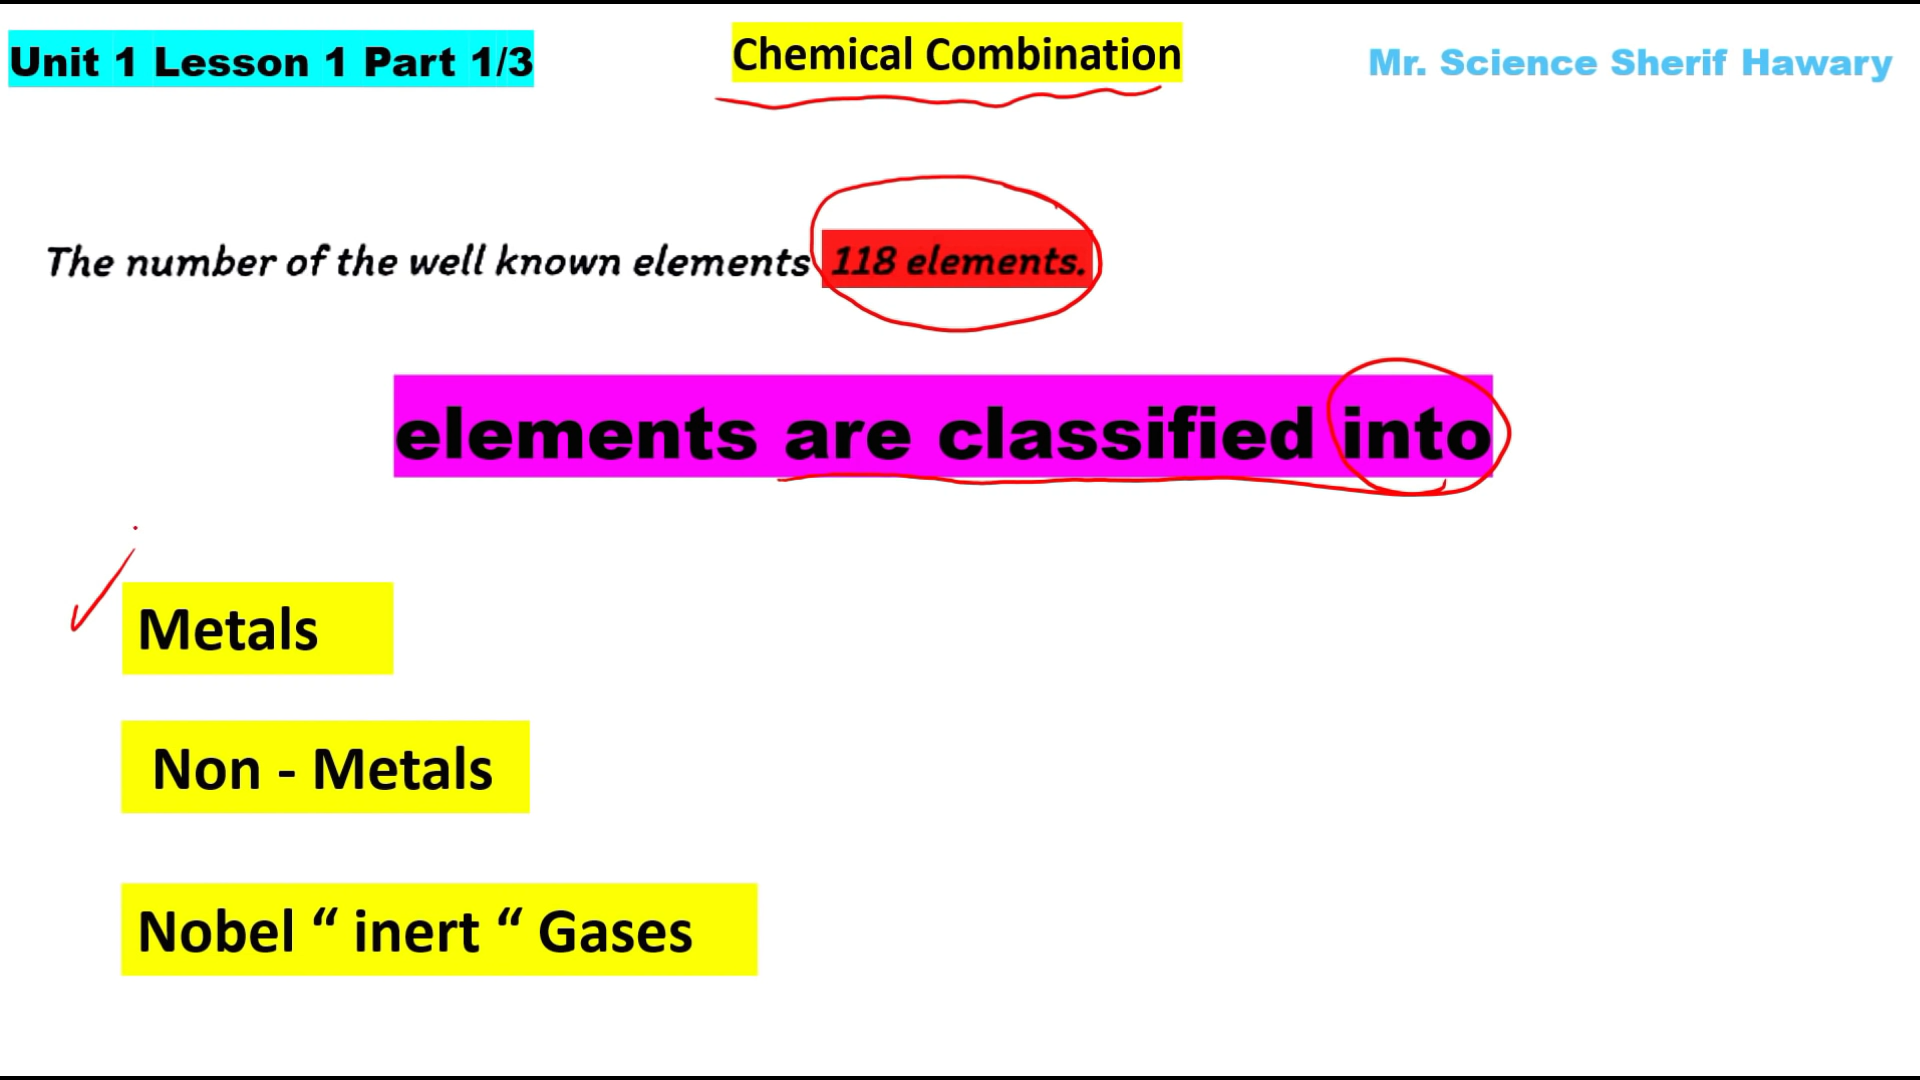 Unit 1 Lesson 1 Part 1/3
Chemical Combination
Mr. Science Sherif Hawary
The number of the well known elements 118 elements.
elements are classified into
Metals
Non - Metals
Nobel “ inert “ Gases